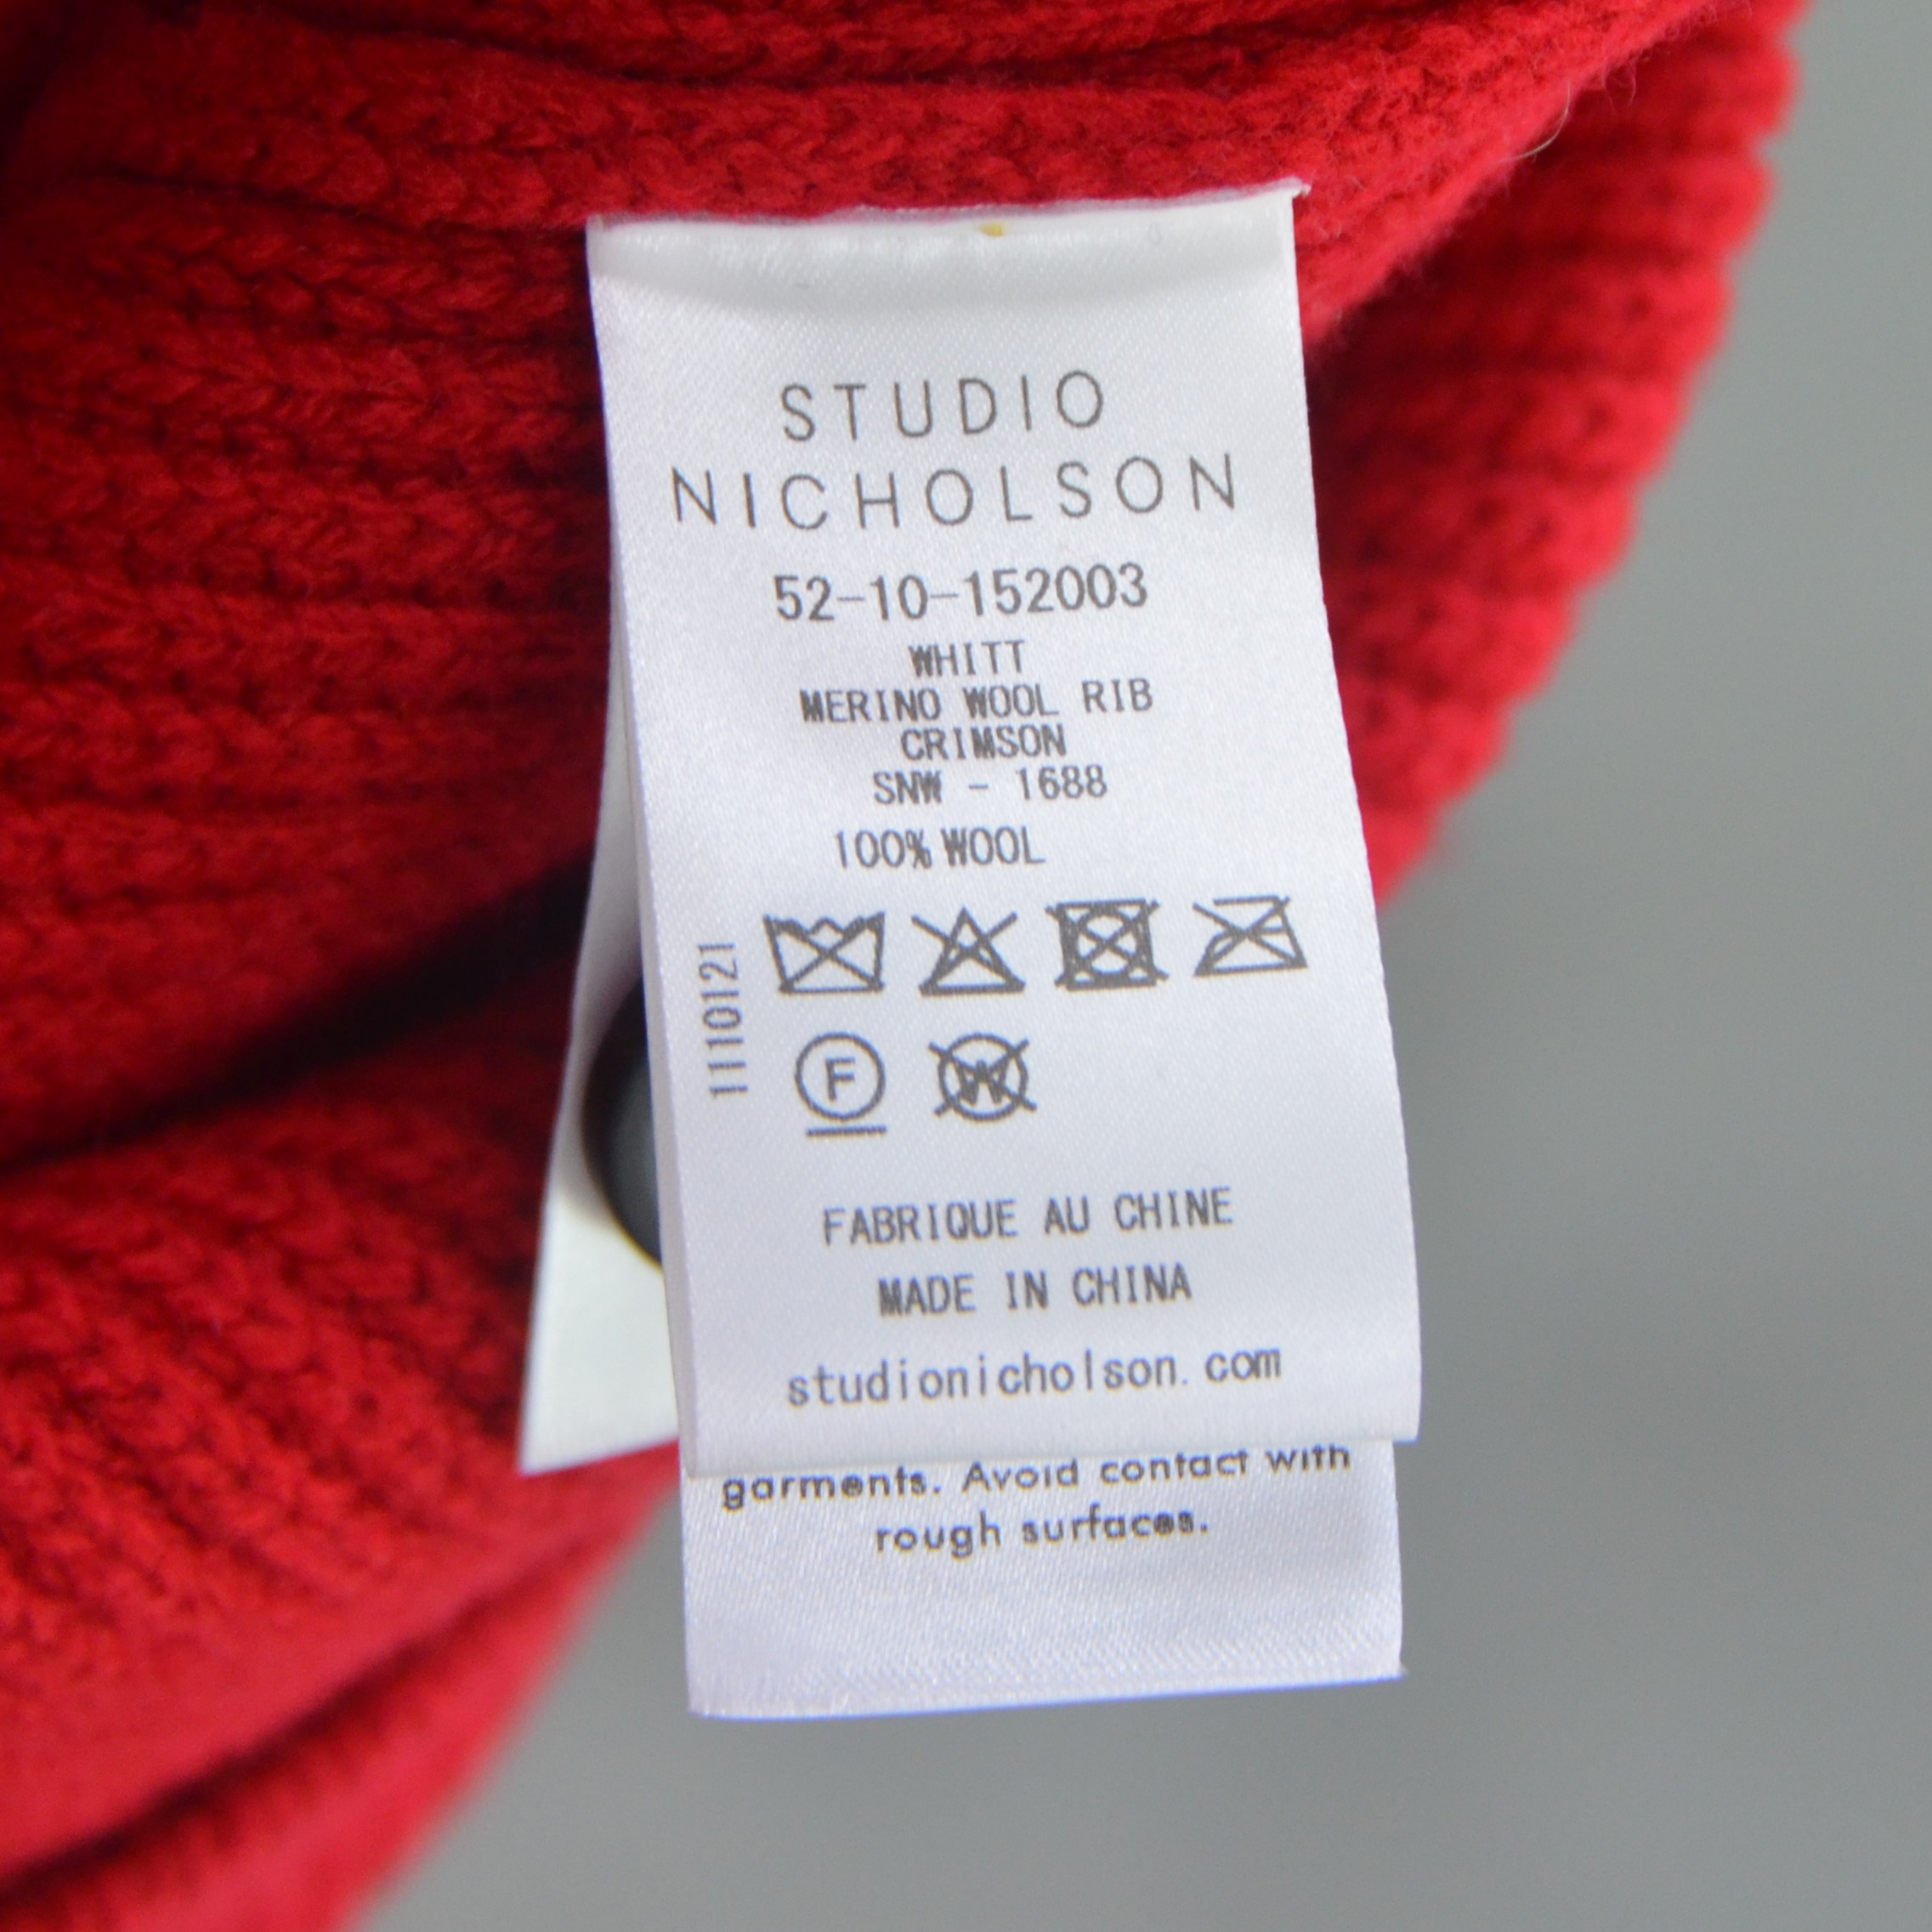 STUDIO
NICHOLSON
52-10-152003
WHITT
MERINO WOOL RIB
CRIMSON
SNW - 1688
100% WOOL
1110121
F
W
FABRIQUE AU CHINE
MADE IN CHINA
studionicholson.com
garments. Avoid contact with
rough surfaces.